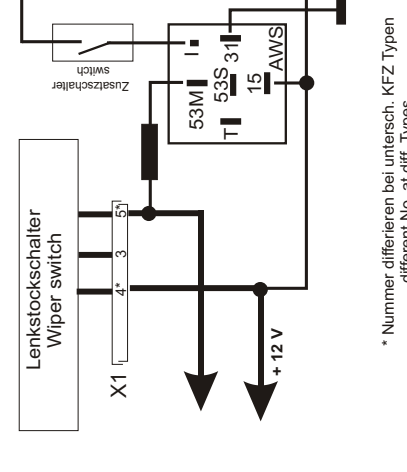 Zusatzschalter
switch
I
31
53M
53S
15
AWS
T
Lenkstockschalter
Wiper switch
5*
3
4*
X1
+ 12 V
* Nummer differieren bei untersch. KFZ Typen
different No. at diff. Types